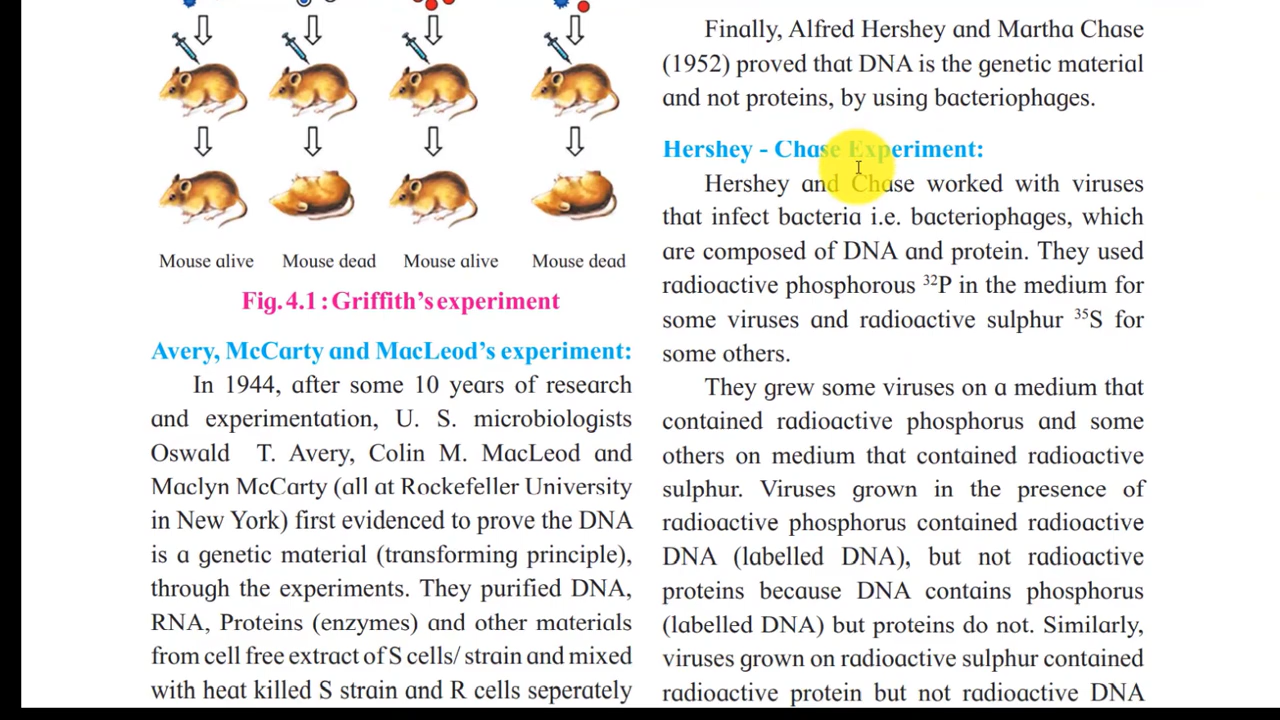 Mouse alive Mouse dead Mouse alive Mouse dead
Fig. 4.1 : Griffith's experiment
Avery, McCarty and MacLeod's experiment:
In 1944, after some 10 years of research
and experimentation, U. S. microbiologists
Oswald T. Avery, Colin M. MacLeod and
Maclyn McCarty (all at Rockefeller University
in New York) first evidenced to prove the DNA
is a genetic material (transforming principle),
through the experiments. They purified DNA,
RNA, Proteins (enzymes) and other materials
from cell free extract of S cells/ strain and mixed
with heat killed S strain and R cells seperately
Finally, Alfred Hershey and Martha Chase
(1952) proved that DNA is the genetic material
and not proteins, by using bacteriophages.
Hershey - Chase Experiment:
Hershey and Chase worked with viruses
that infect bacteria i.e. bacteriophages, which
are composed of DNA and protein. They used
radioactive phosphorous ³²P in the medium for
some viruses and radioactive sulphur ³⁵S for
some others.
They grew some viruses on a medium that
contained radioactive phosphorus and some
others on medium that contained radioactive
sulphur. Viruses grown in the presence of
radioactive phosphorus contained radioactive
DNA (labelled DNA), but not radioactive
proteins because DNA contains phosphorus
(labelled DNA) but proteins do not. Similarly,
viruses grown on radioactive sulphur contained
radioactive protein but not radioactive DNA